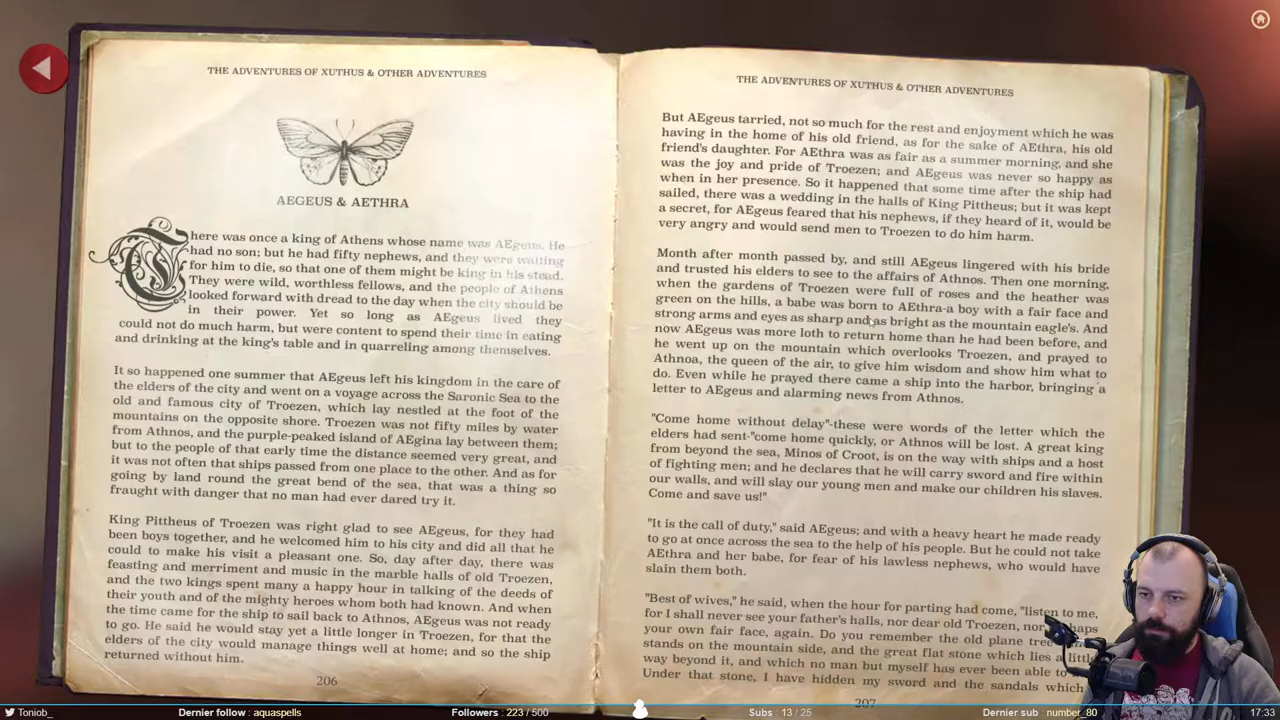 THE ADVENTURES OF XUTHUS & OTHER ADVENTURES
AEGEUS & AETHRA
There was once a king of Athens whose name was AEgeus. He
had no son; but he had fifty nephews, and they were waiting
for him to die, so that one of them might be king in his stead.
They were wild, worthless fellows, and the people of Athens
looked forward with dread to the day when the city should be
in their power. Yet so long as AEgeus lived they
could not do much harm, but were content to spend their time in eating
and drinking at the king's table and in quarreling among themselves.
It so happened one summer that AEgeus left his kingdom in the care of
the elders of the city and went on a voyage across the Saronic Sea to the
old and famous city of Troezen, which lay nestled at the foot of the
mountains on the opposite shore. Troezen was not fifty miles by water
from Athnos, and the purple-peaked island of AEgina lay between them;
but to the people of that early time the distance seemed very great, and
it was not often that ships passed from one place to the other. And as for
going by land round the great bend of the sea, that was a thing so
fraught with danger that no man had ever dared try it.
King Pittheus of Troezen was right glad to see AEgeus, for they had
been boys together, and he welcomed him to his city and did all that he
could to make his visit a pleasant one. So, day after day, there was
feasting and merriment and music in the marble halls of old Troezen,
and the two kings spent many a happy hour in talking of the deeds of
their youth and of the mighty heroes whom both had known. And when
the time came for the ship to sail back to Athnos, AEgeus was not ready
to go. He said he would stay yet a little longer in Troezen, for that the
elders of the city would manage things well at home; and so the ship
returned without him.
206
THE ADVENTURES OF XUTHUS & OTHER ADVENTURES
But AEgeus tarried, not so much for the rest and enjoyment which he was
having in the home of his old friend, as for the sake of AEthra, his old
friend's daughter. For AEthra was as fair as a summer morning, and she
was the joy and pride of Troezen; and AEgeus was never so happy as
when in her presence. So it happened that some time after the ship had
sailed, there was a wedding in the halls of King Pittheus; but it was kept
a secret, for AEgeus feared that his nephews, if they heard of it, would be
very angry and would send men to Troezen to do him harm.
Month after month passed by, and still AEgeus lingered with his bride
and trusted his elders to see to the affairs of Athnos. Then one morning,
when the gardens of Troezen were full of roses and the heather was
green on the hills, a babe was born to AEthra-a boy with a fair face and
strong arms and eyes as sharp and as bright as the mountain eagle's. And
now AEgeus was more loth to return home than he had been before, and
he went up on the mountain which overlooks Troezen, and prayed to
Athnoa, the queen of the air, to give him wisdom and show him what to
do. Even while he prayed there came a ship into the harbor, bringing a
letter to AEgeus and alarming news from Athnos.
"Come home without delay"-these were words of the letter which the
elders had sent-"come home quickly, or Athnos will be lost. A great king
from beyond the sea, Minos of Croot, is on the way with ships and a host
of fighting men; and he declares that he will carry sword and fire within
our walls, and will slay our young men and make our children his slaves.
Come and save us!"
"It is the call of duty," said AEgeus; and with a heavy heart he made ready
to go at once across the sea to the help of his people. But he could not take
AEthra and her babe, for fear of his lawless nephews, who would have
slain them both.
"Best of wives," he said, when the hour for parting had come, "listen to me,
for I shall never see your father's halls, nor dear old Troezen, nor
your own fair face, again. Do you remember the old plane tree
stands on the mountain side, and the great flat stone which lies a little
way beyond it, and which no man but myself has ever been able to
Under that stone, I have hidden my sword and the sandals which
207
Toniob_ Dernier follow : aquaspells Followers : 223 / 500 Subs : 13 / 25 Dernier sub : number_80 17:33